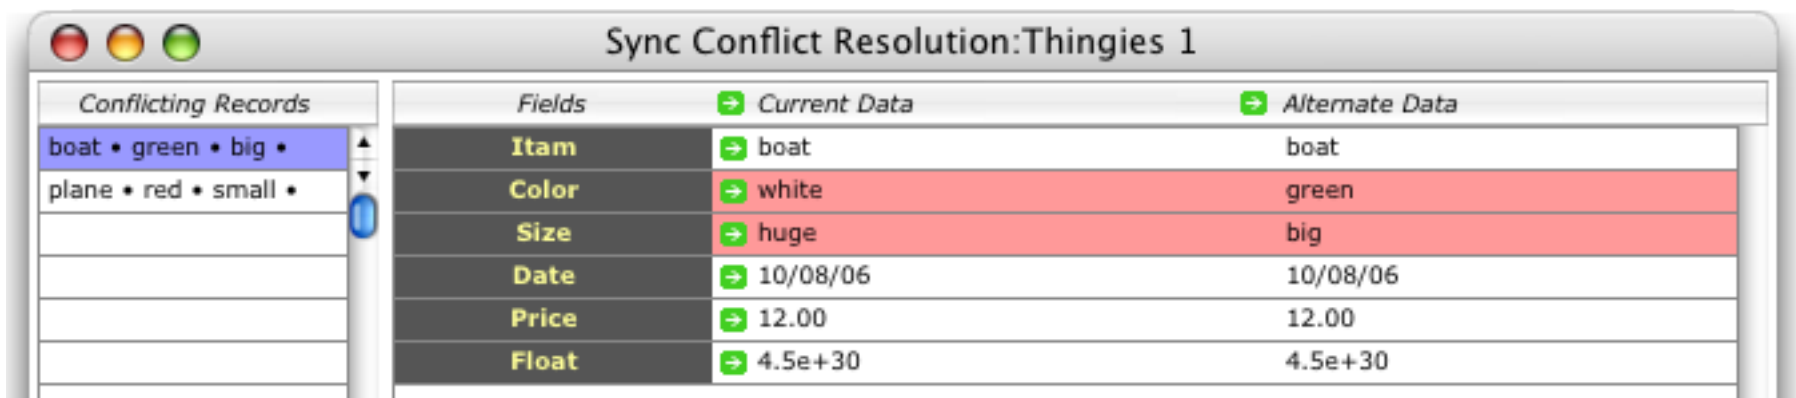 Sync Conflict Resolution:Thingies 1
Conflicting Records
boat • green • big •
plane • red • small •
Fields Current Data Alternate Data
Itam boat boat
Color white green
Size huge big
Date 10/08/06 10/08/06
Price 12.00 12.00
Float 4.5e+30 4.5e+30